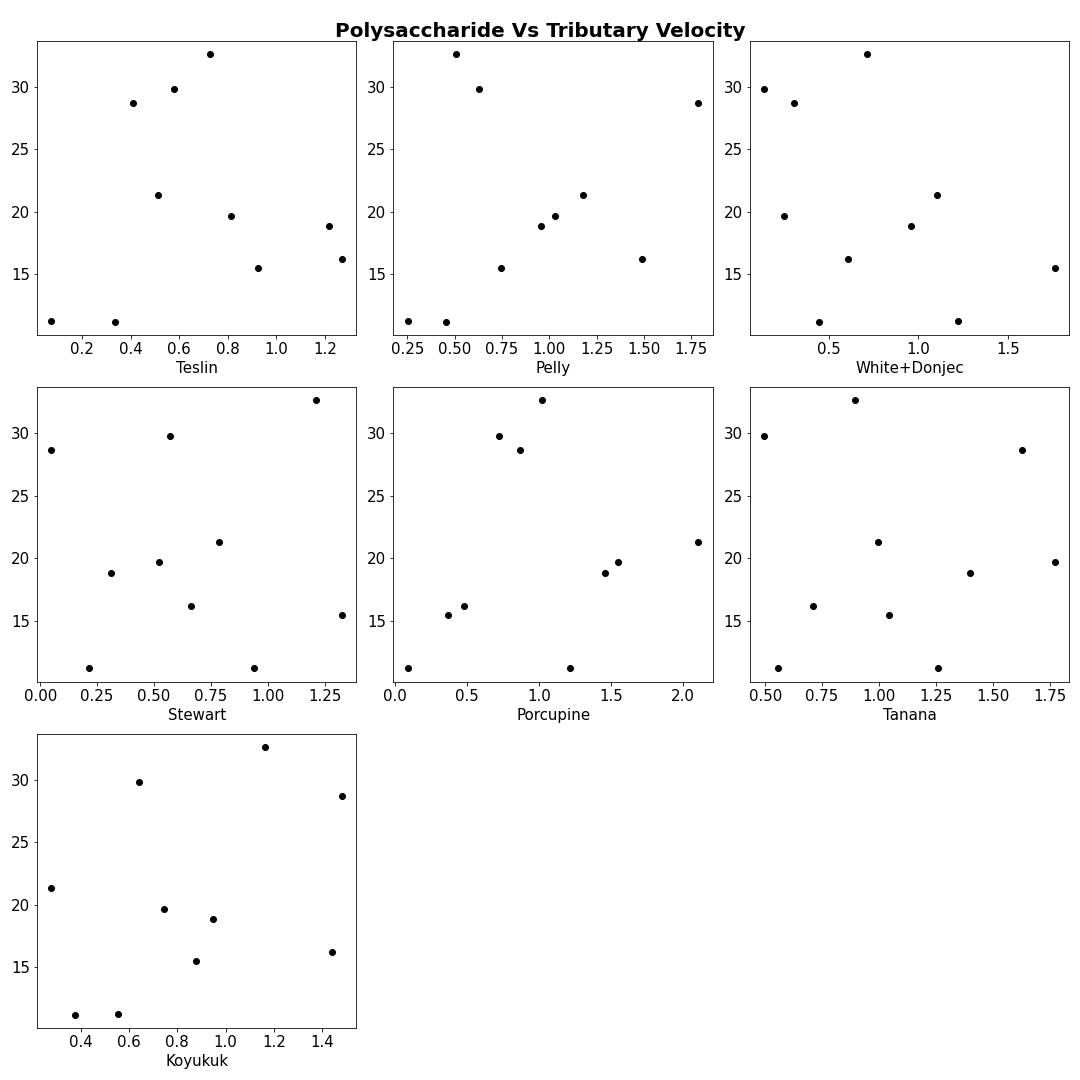 Polysaccharide Vs Tributary Velocity
30
25
20
15
0.2 0.4 0.6 0.8 1.0 1.2
Teslin
30
25
20
15
0.25 0.50 0.75 1.00 1.25 1.50 1.75
Pelly
30
25
20
15
0.5 1.0 1.5
White+Donjec
30
25
20
15
0.00 0.25 0.50 0.75 1.00 1.25
Stewart
30
25
20
15
0.0 0.5 1.0 1.5 2.0
Porcupine
30
25
20
15
0.50 0.75 1.00 1.25 1.50 1.75
Tanana
30
25
20
15
0.4 0.6 0.8 1.0 1.2 1.4
Koyukuk